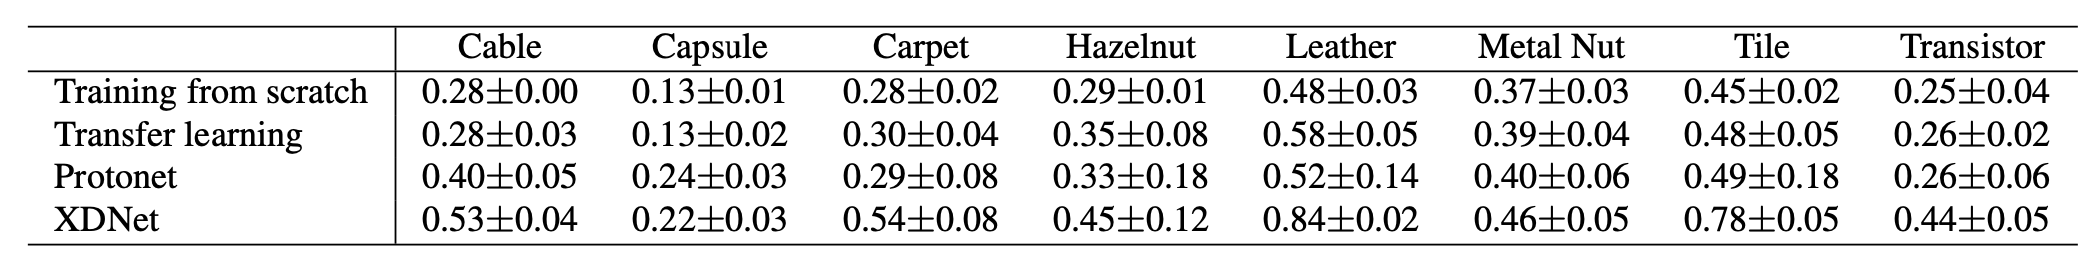 Cable Capsule Carpet Hazelnut Leather Metal Nut Tile Transistor
Training from scratch 0.28±0.00 0.13±0.01 0.28±0.02 0.29±0.01 0.48±0.03 0.37±0.03 0.45±0.02 0.25±0.04
Transfer learning 0.28±0.03 0.13±0.02 0.30±0.04 0.35±0.08 0.58±0.05 0.39±0.04 0.48±0.05 0.26±0.02
Protonet 0.40±0.05 0.24±0.03 0.29±0.08 0.33±0.18 0.52±0.14 0.40±0.06 0.49±0.18 0.26±0.06
XDNet 0.53±0.04 0.22±0.03 0.54±0.08 0.45±0.12 0.84±0.02 0.46±0.05 0.78±0.05 0.44±0.05